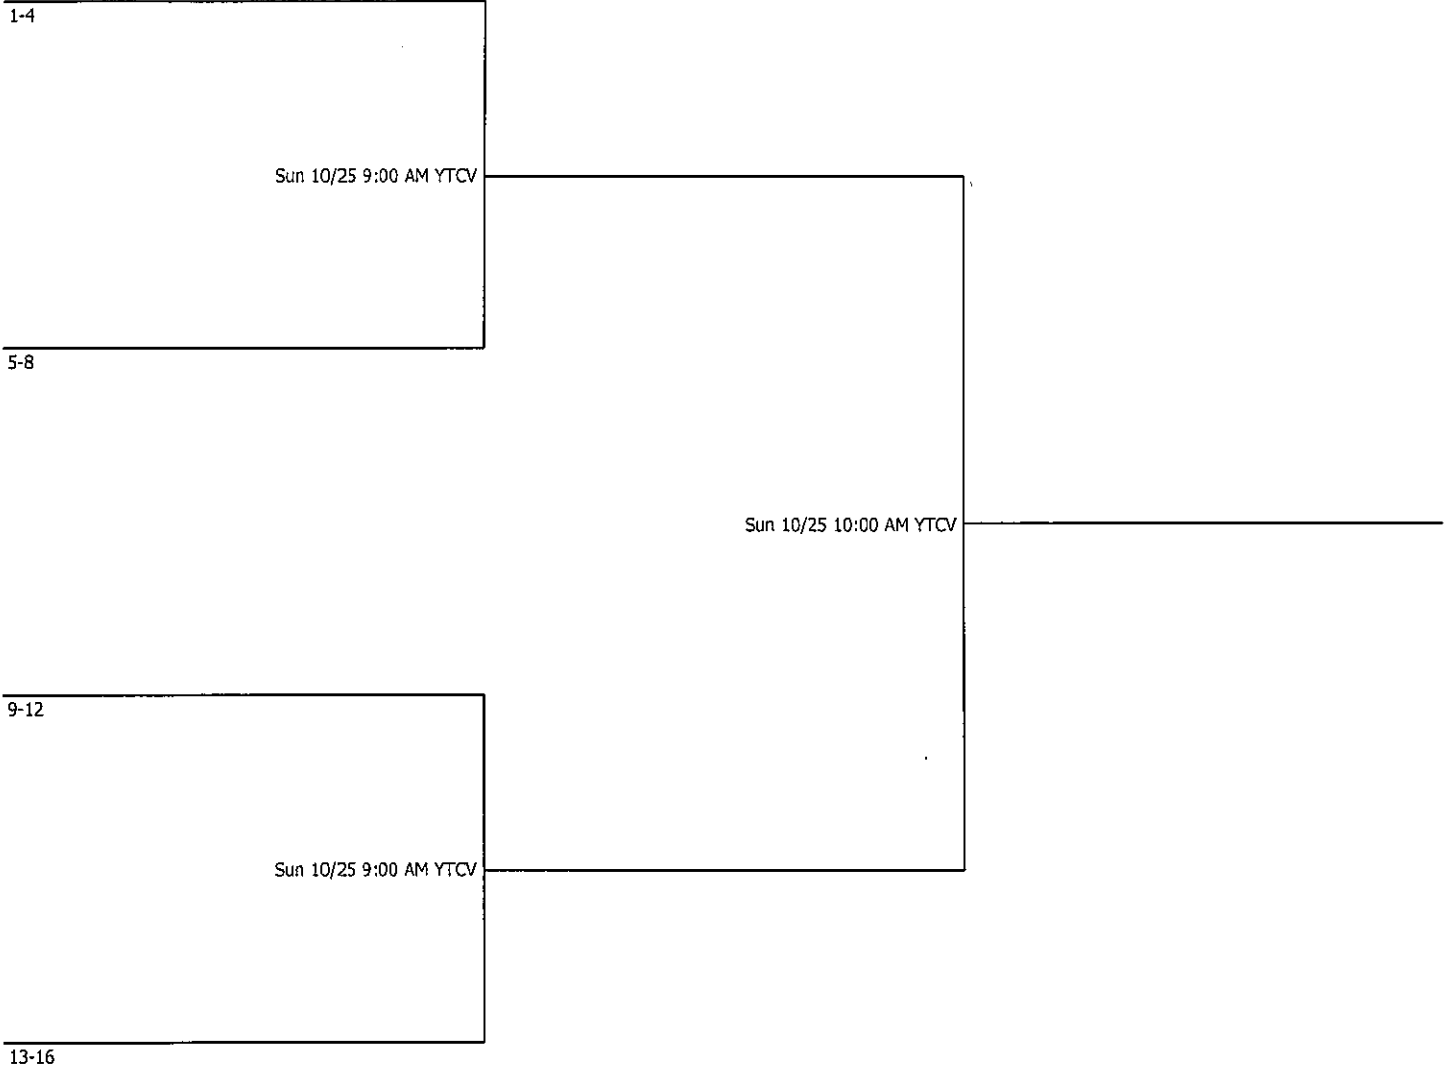 1-4
Sun 10/25 9:00 AM YTCV
5-8
Sun 10/25 10:00 AM YTCV
9-12
Sun 10/25 9:00 AM YTCV
13-16